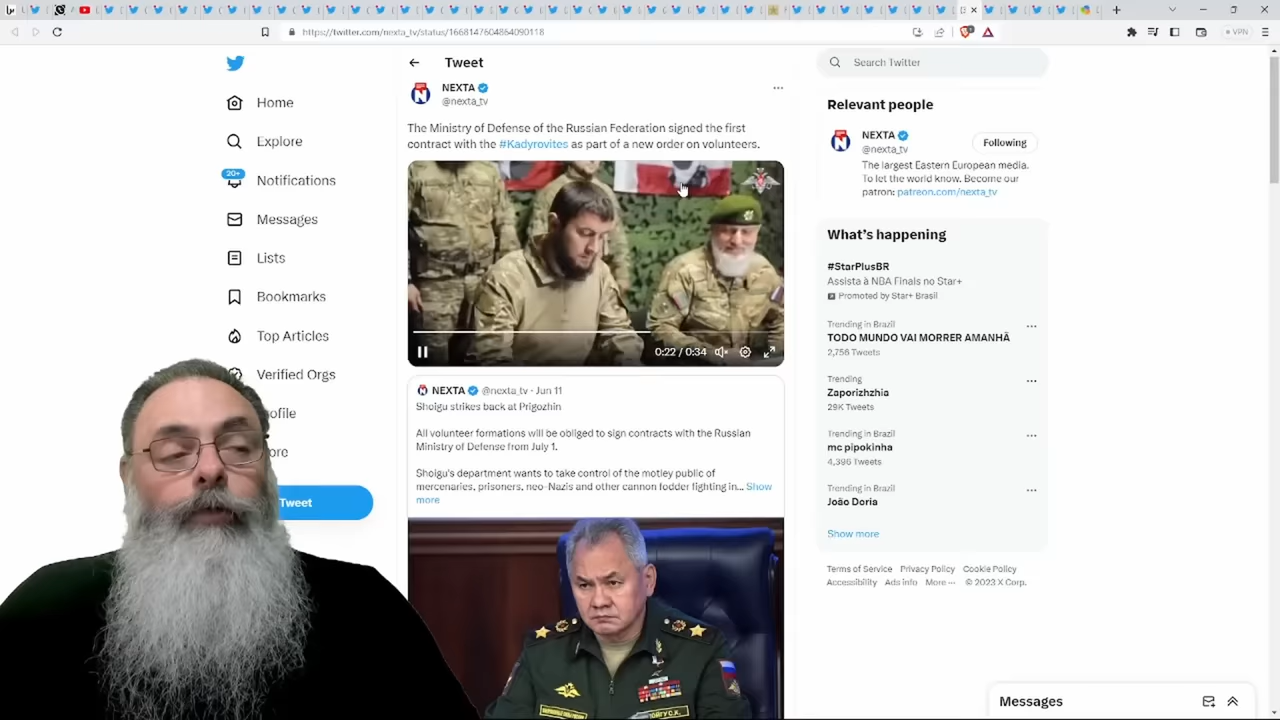 https://twitter.com/nexta_tv/status/1668147604864090118
VPN
Home
Explore
20+
Notifications
Messages
Lists
Bookmarks
Top Articles
Verified Orgs
Tweet
Tweet
NEXTA
@nexta_tv
The Ministry of Defense of the Russian Federation signed the first
contract with the #Kadyrovites as part of a new order on volunteers.
0:22 / 0:34
NEXTA @nexta_tv · Jun 11
Shoigu strikes back at Prigozhin
All volunteer formations will be obliged to sign contracts with the Russian
Ministry of Defense from July 1.
Shoigu's department wants to take control of the motley public of
mercenaries, prisoners, neo-Nazis and other cannon fodder fighting in... Show
more
Search Twitter
Relevant people
NEXTA
@nexta_tv
Following
The largest Eastern European media.
To let the world know. Become our
patron: patreon.com/nexta_tv
What's happening
#StarPlusBR
Assista à NBA Finals no Star+
Promoted by Star+ Brasil
Trending in Brazil
TODO MUNDO VAI MORRER AMANHÃ
2,756 Tweets
Trending
Zaporizhzhia
29K Tweets
Trending in Brazil
mc pipokinha
4,396 Tweets
Trending in Brazil
João Doria
Show more
Terms of Service Privacy Policy Cookie Policy
Accessibility Ads info More ··· © 2023 X Corp.
Messages